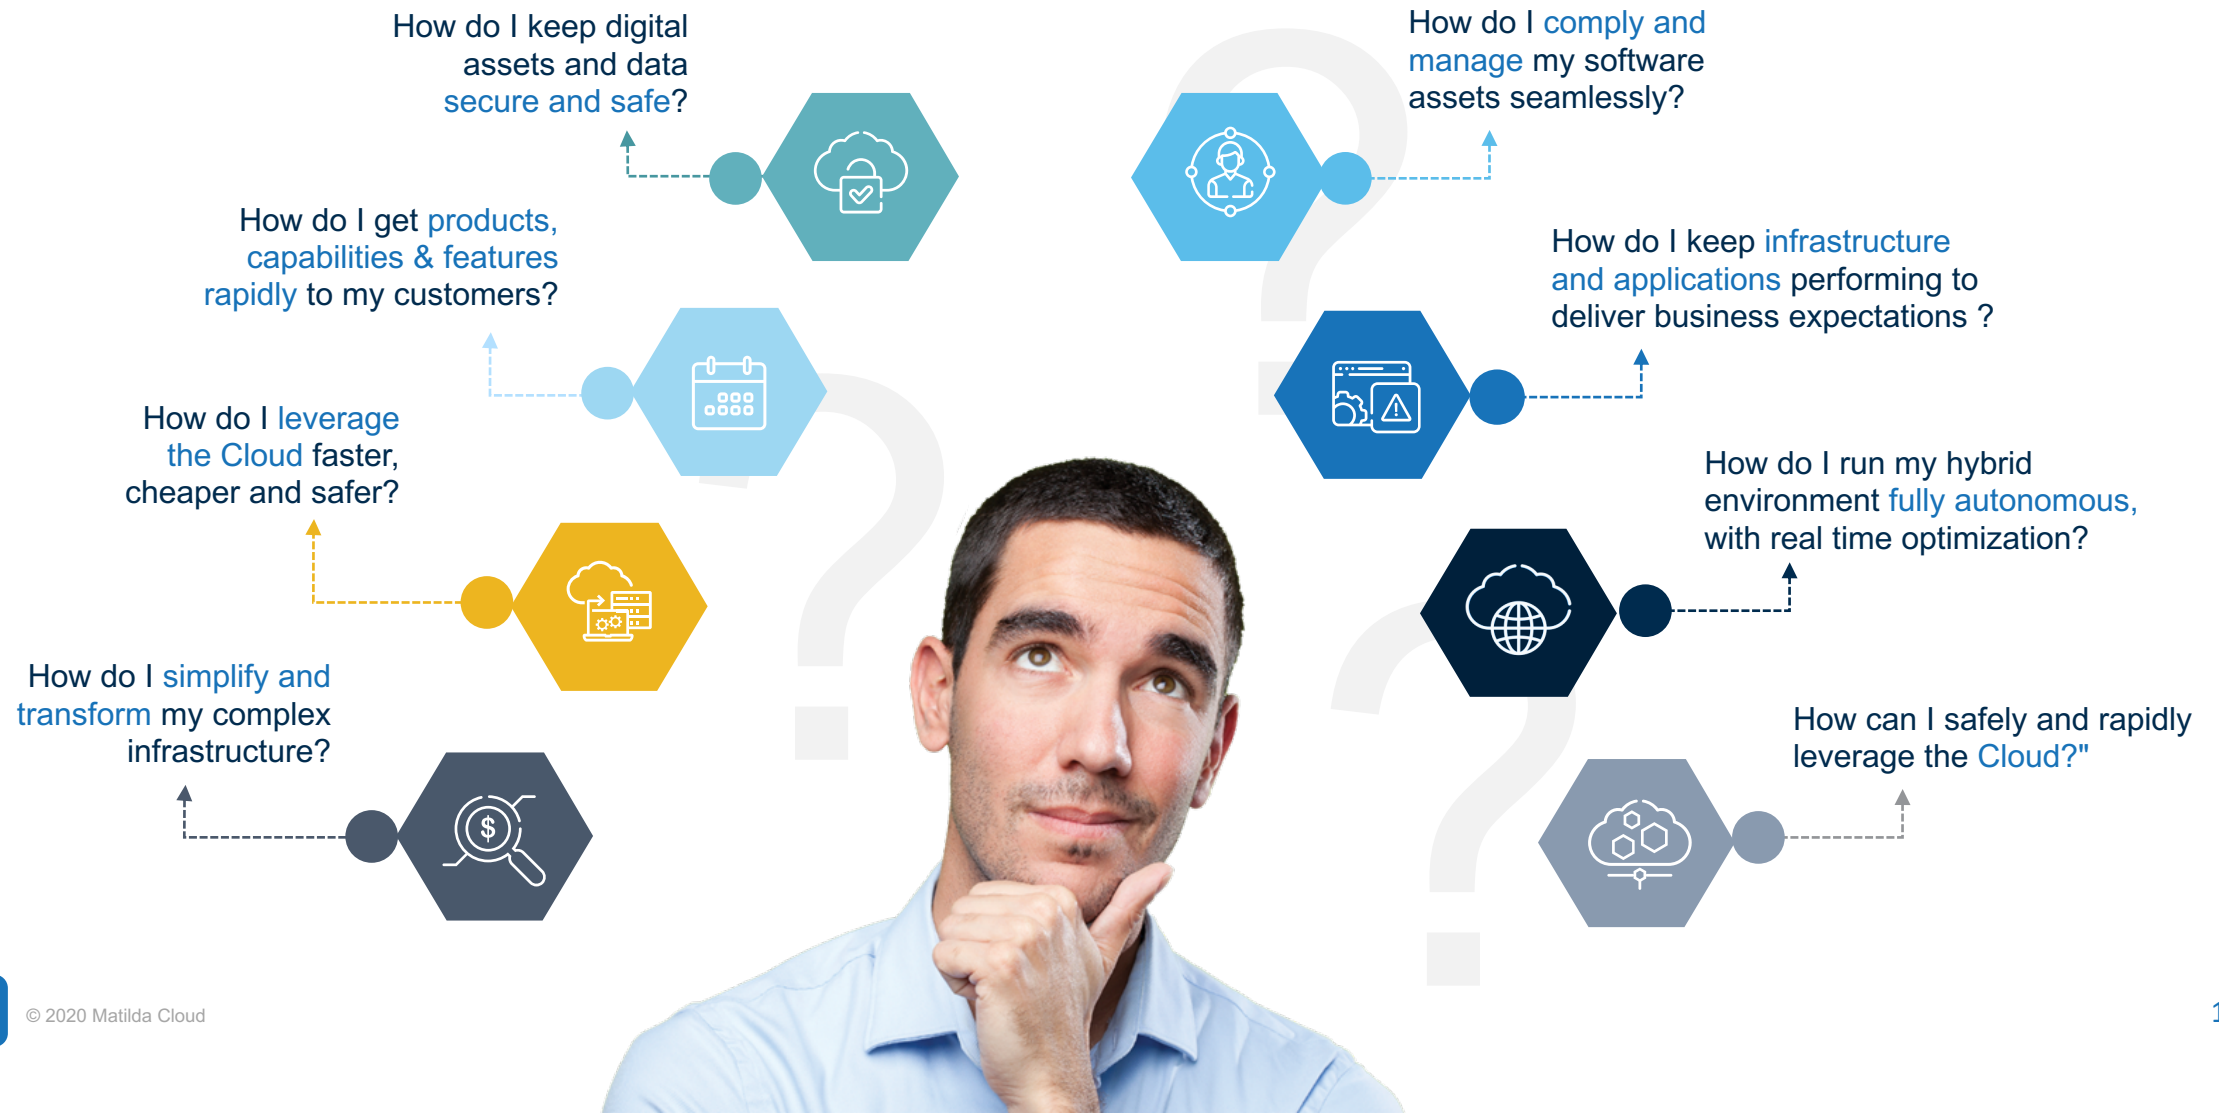 How do I keep digital
assets and data
secure and safe?
How do I comply and
manage my software
assets seamlessly?
How do I get products,
capabilities & features
rapidly to my customers?
How do I keep infrastructure
and applications performing to
deliver business expectations ?
How do I leverage
the Cloud faster,
cheaper and safer?
How do I run my hybrid
environment fully autonomous,
with real time optimization?
How do I simplify and
transform my complex
infrastructure?
How can I safely and rapidly
leverage the Cloud?"
$
© 2020 Matilda Cloud